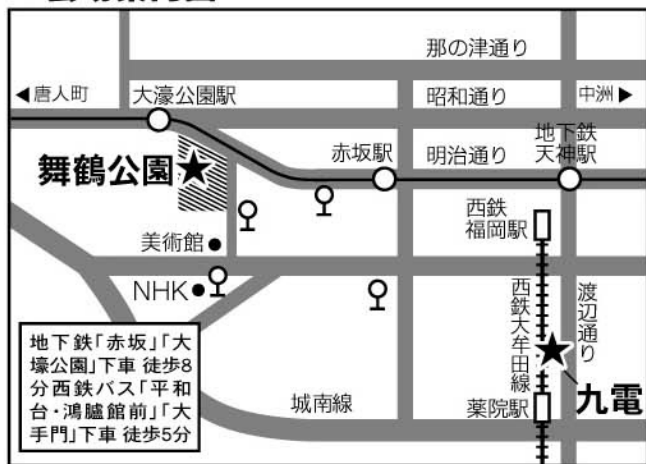 那の津通り
◀唐人町
大濠公園駅
昭和通り
中洲▶
地下鉄
天神駅
赤坂駅
明治通り
舞鶴公園
西鉄
福岡駅
美術館
NHK
西鉄大牟田線
渡辺通り
地下鉄「赤坂」「大
濠公園」下車 徒歩8
分西鉄バス「平和
台・鴻臚館前」「大
手門」下車 徒歩5分
城南線
薬院駅
九電